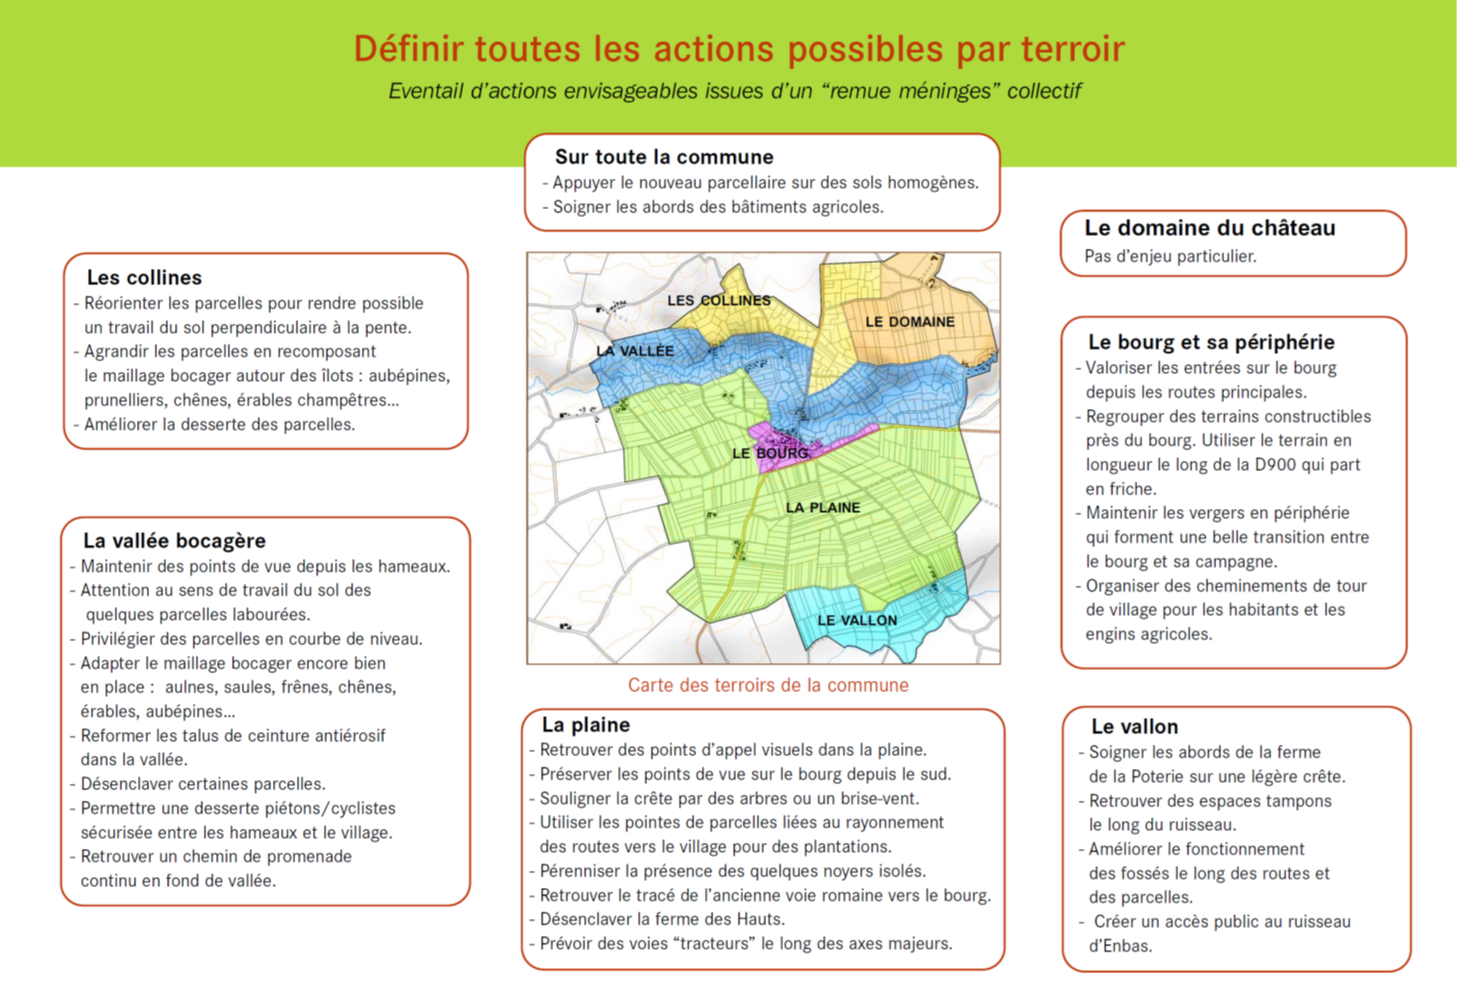 Définir toutes les actions possibles par terroir
Eventail d'actions envisageables issues d'un “remue méninges” collectif
Sur toute la commune
- Appuyer le nouveau parcellaire sur des sols homogènes.
- Soigner les abords des bâtiments agricoles.
Les collines
- Réorienter les parcelles pour rendre possible
un travail du sol perpendiculaire à la pente.
- Agrandir les parcelles en recomposant
le maillage bocager autour des îlots : aubépines,
prunelliers, chênes, érables champêtres...
- Améliorer la desserte des parcelles.
La vallée bocagère
- Maintenir des points de vue depuis les hameaux.
- Attention au sens de travail du sol des
quelques parcelles labourées.
- Privilégier des parcelles en courbe de niveau.
- Adapter le maillage bocager encore bien
en place : aulnes, saules, frênes, chênes,
érables, aubépines...
- Reformer les talus de ceinture antiérosif
dans la vallée.
- Désenclaver certaines parcelles.
- Permettre une desserte piétons/cyclistes
sécurisée entre les hameaux et le village.
- Retrouver un chemin de promenade
continu en fond de vallée.
LES COLLINES
LE DOMAINE
LA VALLÉE
LE BOURG
LA PLAINE
LE VALLON
Carte des terroirs de la commune
La plaine
- Retrouver des points d'appel visuels dans la plaine.
- Préserver les points de vue sur le bourg depuis le sud.
- Souligner la crête par des arbres ou un brise-vent.
- Utiliser les pointes de parcelles liées au rayonnement
des routes vers le village pour des plantations.
- Pérenniser la présence des quelques noyers isolés.
- Retrouver le tracé de l'ancienne voie romaine vers le bourg.
- Désenclaver la ferme des Hauts.
- Prévoir des voies “tracteurs” le long des axes majeurs.
Le domaine du château
Pas d'enjeu particulier.
Le bourg et sa périphérie
- Valoriser les entrées sur le bourg
depuis les routes principales.
- Regrouper des terrains constructibles
près du bourg. Utiliser le terrain en
longueur le long de la D900 qui part
en friche.
- Maintenir les vergers en périphérie
qui forment une belle transition entre
le bourg et sa campagne.
- Organiser des cheminements de tour
de village pour les habitants et les
engins agricoles.
Le vallon
- Soigner les abords de la ferme
de la Poterie sur une légère crête.
- Retrouver des espaces tampons
le long du ruisseau.
- Améliorer le fonctionnement
des fossés le long des routes et
des parcelles.
- Créer un accès public au ruisseau
d'Enbas.